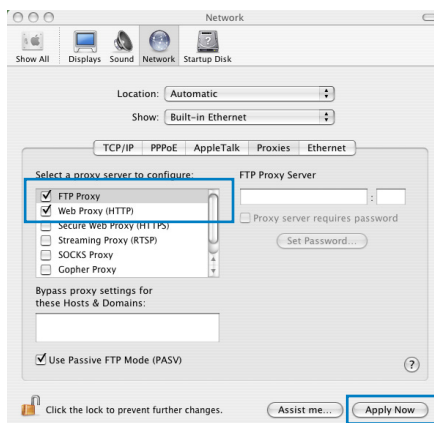 Network
Show All Displays Sound Network Startup Disk
Location: Automatic
Show: Built-in Ethernet
TCP/IP PPPoE AppleTalk Proxies Ethernet
Select a proxy server to configure: FTP Proxy Server
FTP Proxy :
Web Proxy (HTTP) Proxy server requires password
Secure Web Proxy (HTTPS)
Streaming Proxy (RTSP) Set Password...
SOCKS Proxy
Gopher Proxy
Bypass proxy settings for
these Hosts & Domains:
Use Passive FTP Mode (PASV) ?
Click the lock to prevent further changes. Assist me... Apply Now